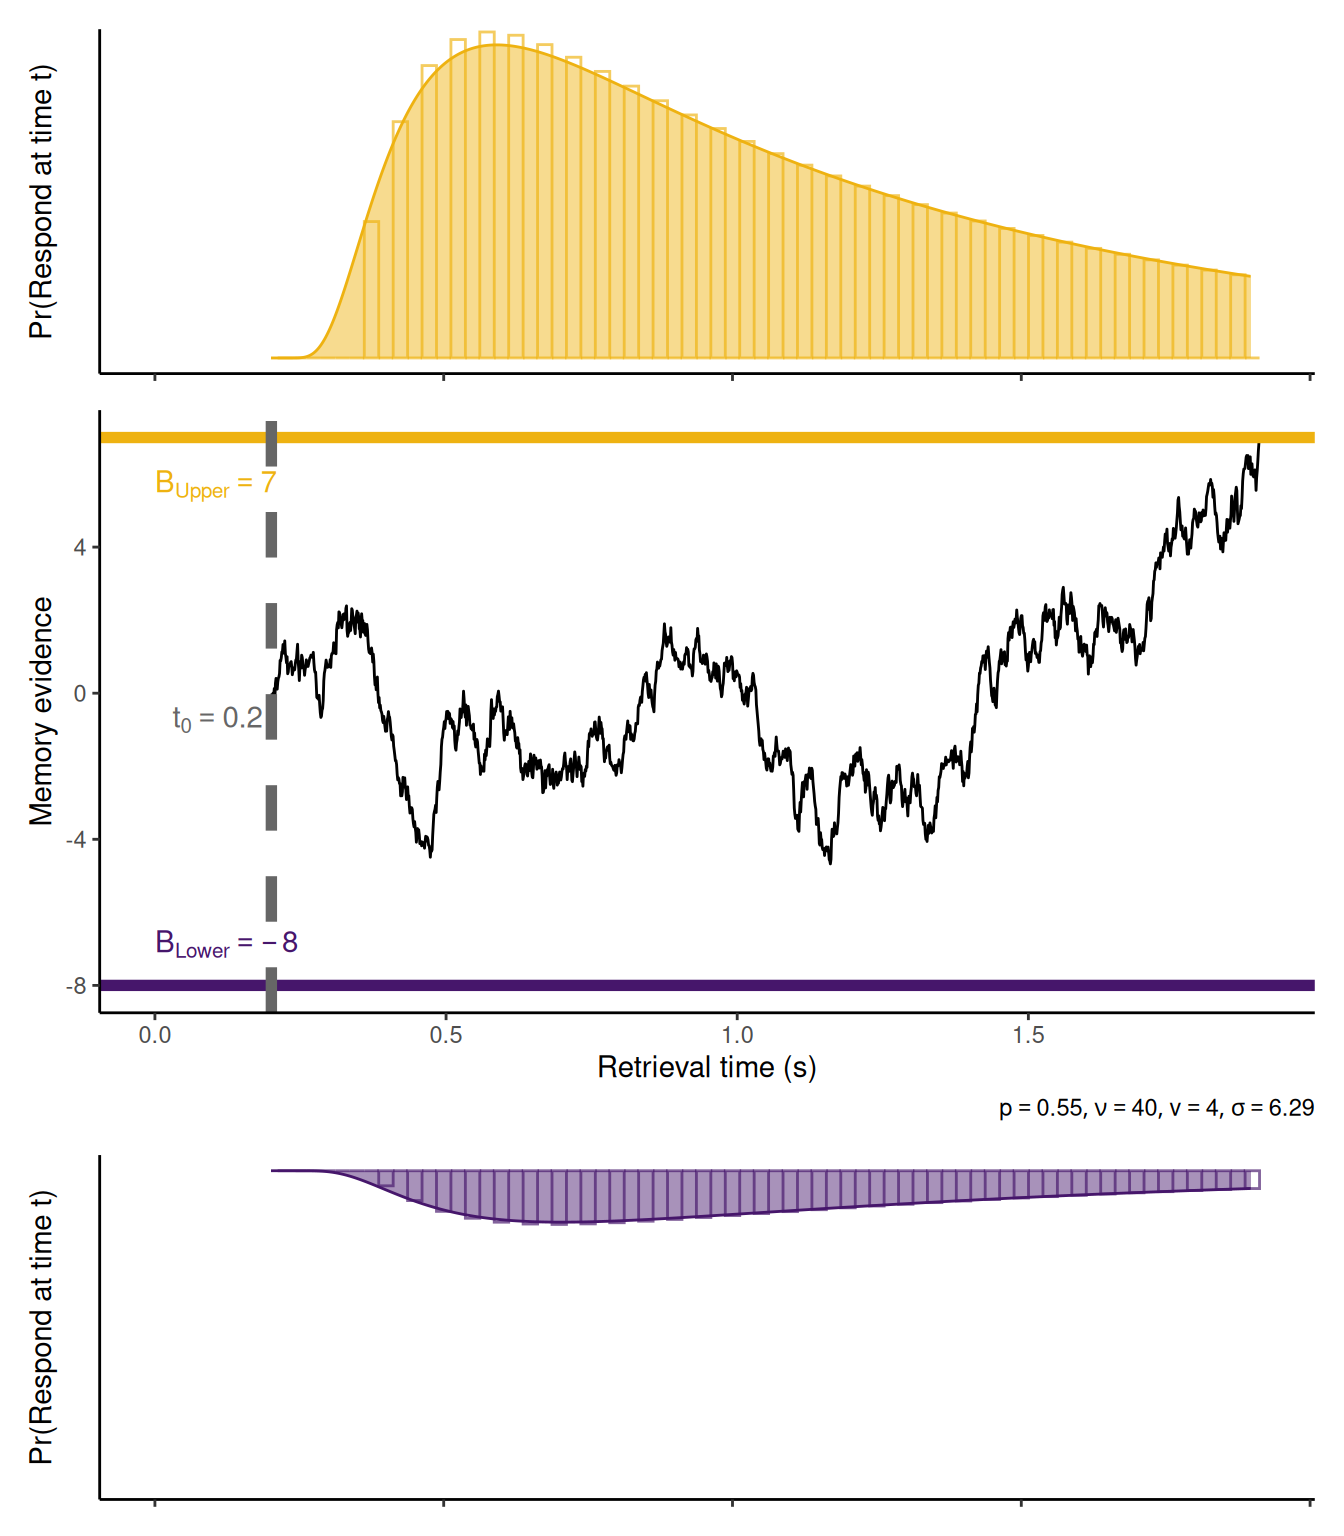 Pr(Respond at time t)
B_Upper = 7
4
Memory evidence
0
t_0 = 0.2
-4
B_Lower = −8
-8
0.0 0.5 1.0 1.5
Retrieval time (s)
p = 0.55, ν = 40, v = 4, σ = 6.29
Pr(Respond at time t)